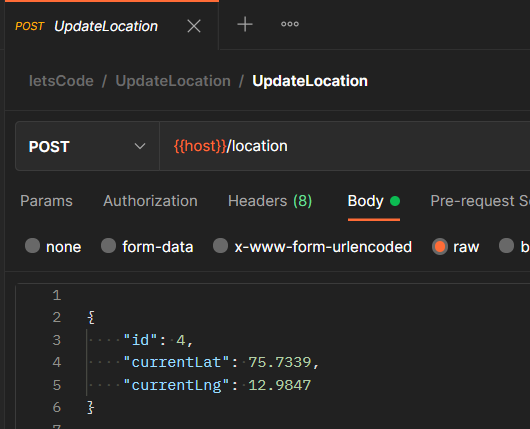 POST UpdateLocation
letsCode / UpdateLocation / UpdateLocation
POST {{host}}/location
Params Authorization Headers (8) Body Pre-request S
none form-data x-www-form-urlencoded raw b
1
2 {
3 "id": 4,
4 "currentLat": 75.7339,
5 "currentLng": 12.9847
6 }
7